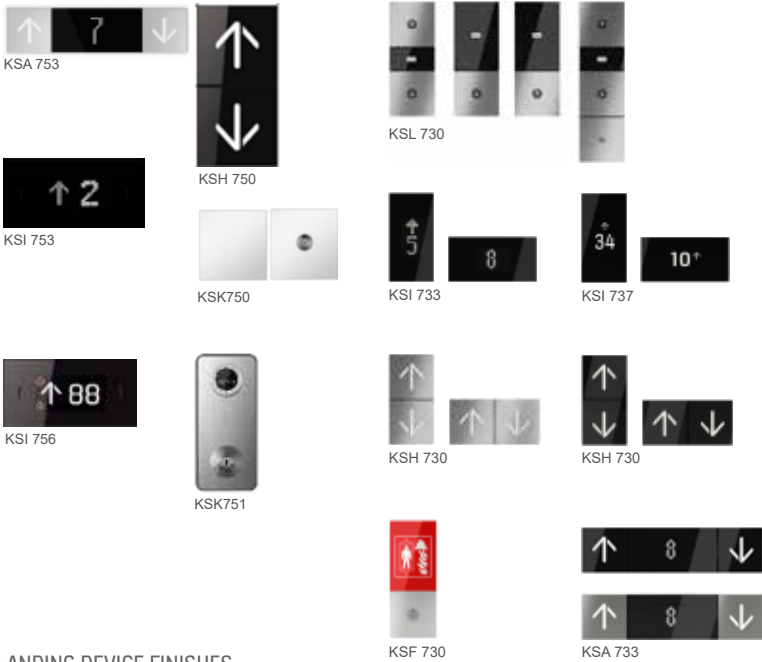 7
KSA 753
KSH 750
KSL 730
2
KSI 753
KSK750
5
8
KSI 733
34
10
KSI 737
88
KSI 756
KSK751
KSH 730
KSH 730
KSF 730
8
8
KSA 733
ANDING DEVICE FINISHES